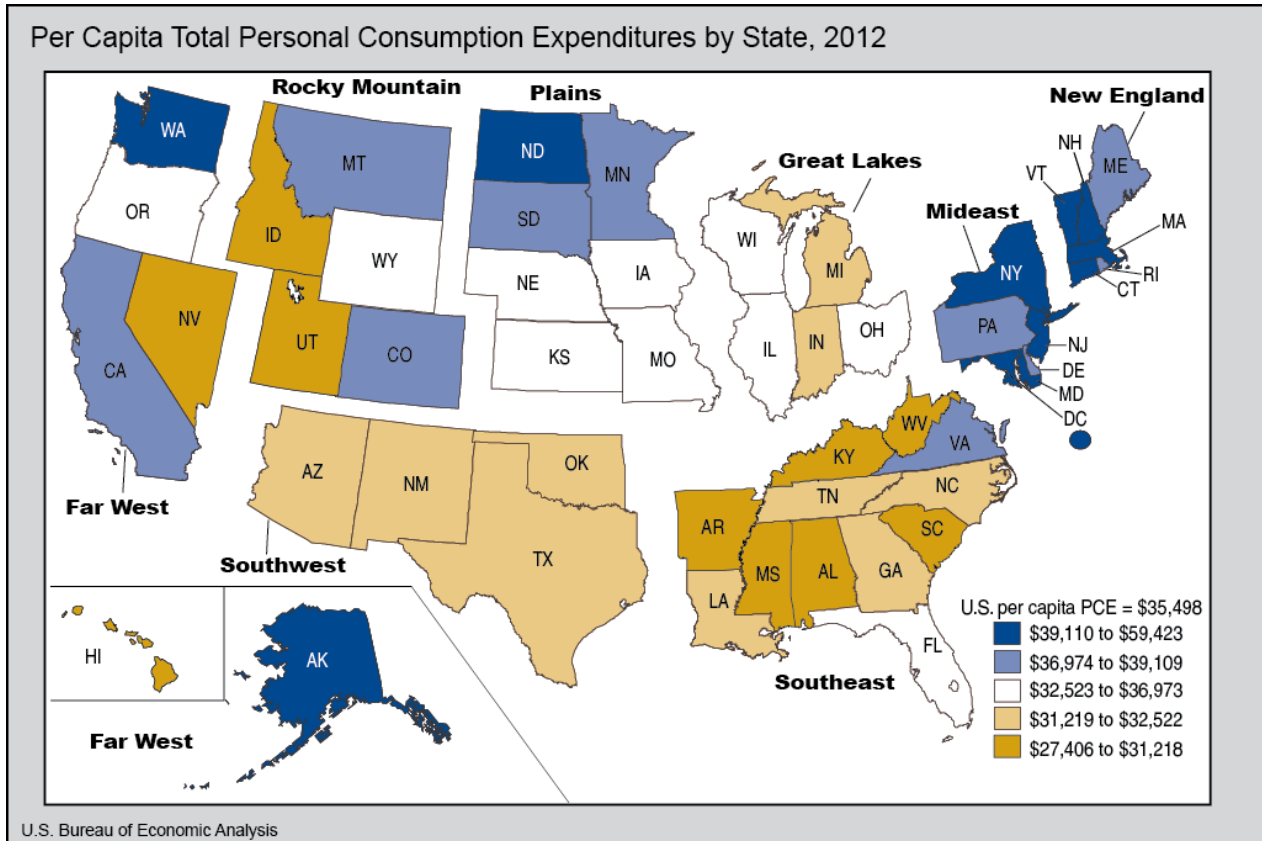 Per Capita Total Personal Consumption Expenditures by State, 2012
Rocky Mountain
Plains
New England
WA
MT
ND
MN
NH
ME
VT
Great Lakes
OR
ID
SD
WI
Mideast
MA
WY
MI
NY
RI
CT
NE
IA
NV
UT
CO
CA
KS
MO
IL
IN
OH
PA
NJ
DE
MD
DC
WV
VA
KY
AZ
NM
OK
TN
NC
Far West
AR
SC
TX
MS
AL
GA
LA
Southwest
U.S. per capita PCE = $35,498
$39,110 to $59,423
$36,974 to $39,109
$32,523 to $36,973
$31,219 to $32,522
$27,406 to $31,218
FL
HI
AK
Southeast
Far West
U.S. Bureau of Economic Analysis